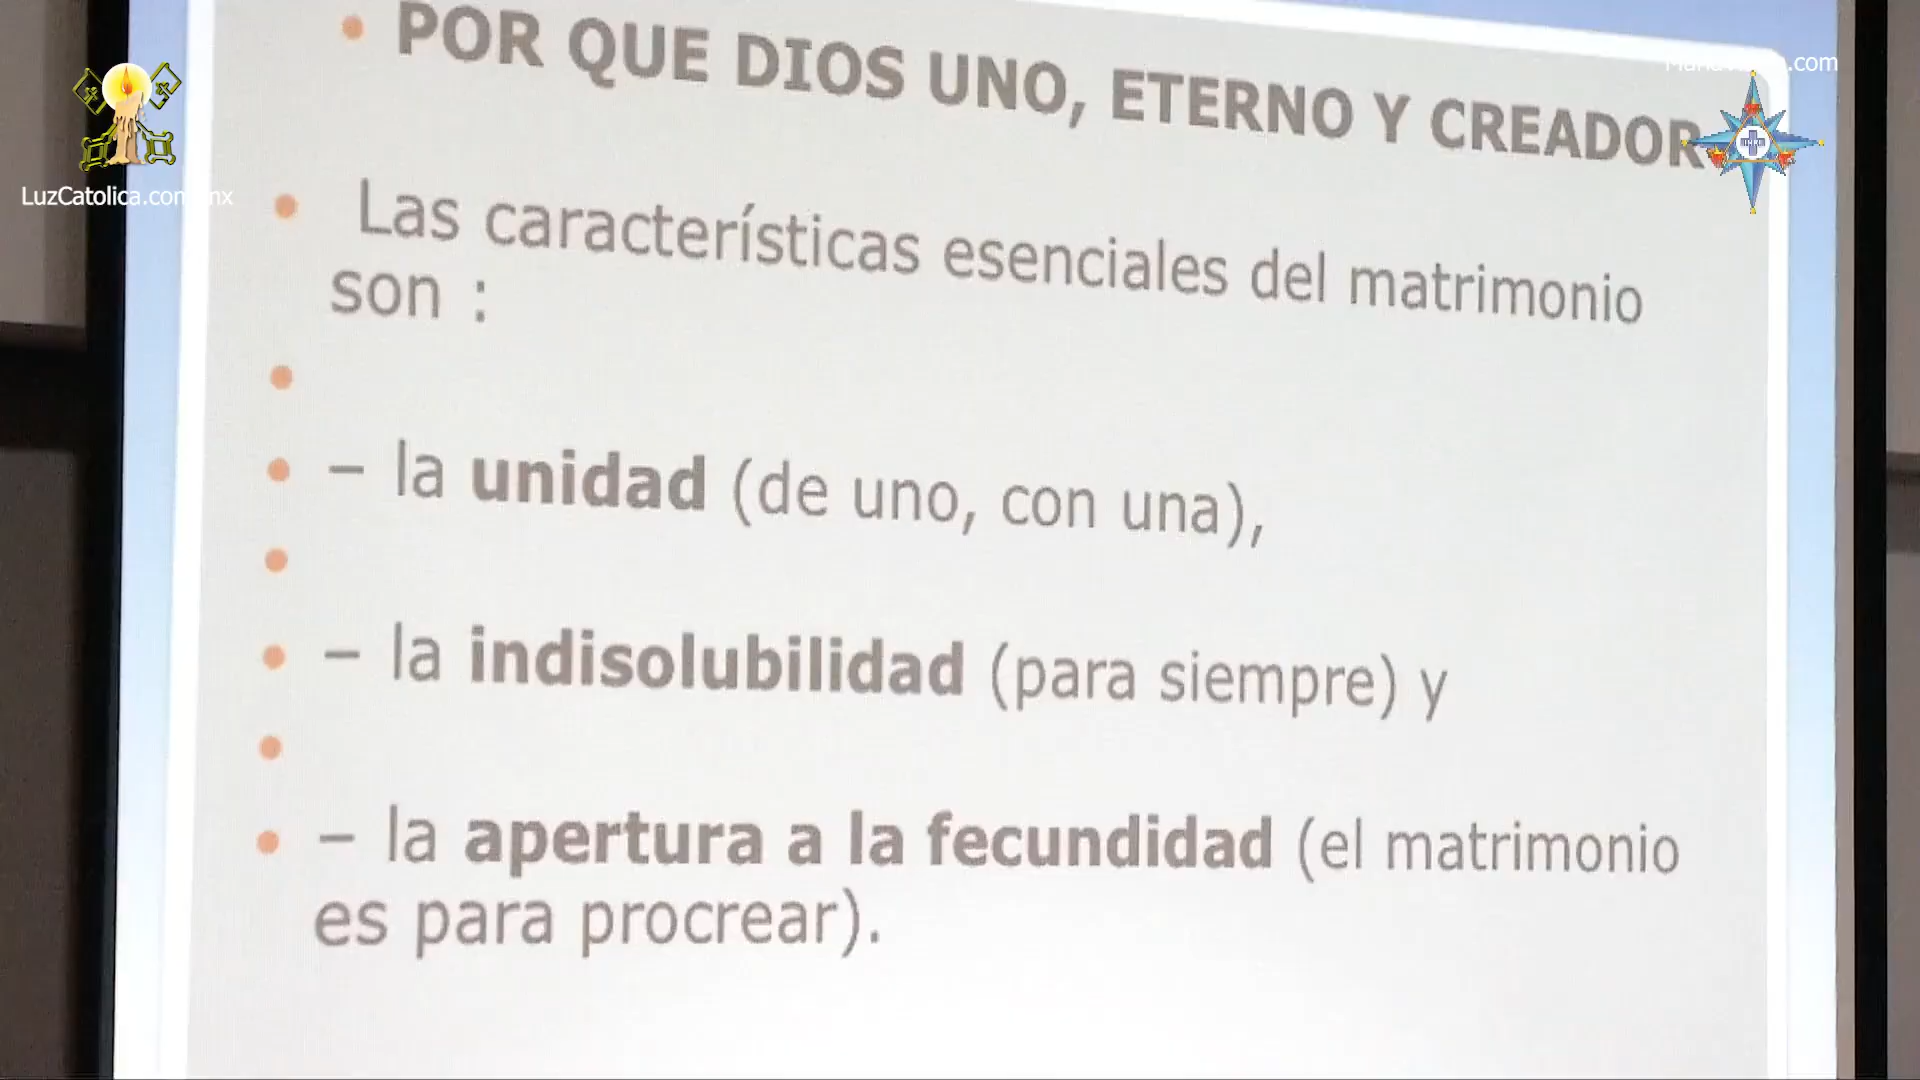 POR QUE DIOS UNO, ETERNO Y CREADOR
LuzCatolica.com.mx
Las características esenciales del matrimonio
son :
– la unidad (de uno, con una),
– la indisolubilidad (para siempre) y
– la apertura a la fecundidad (el matrimonio
es para procrear).